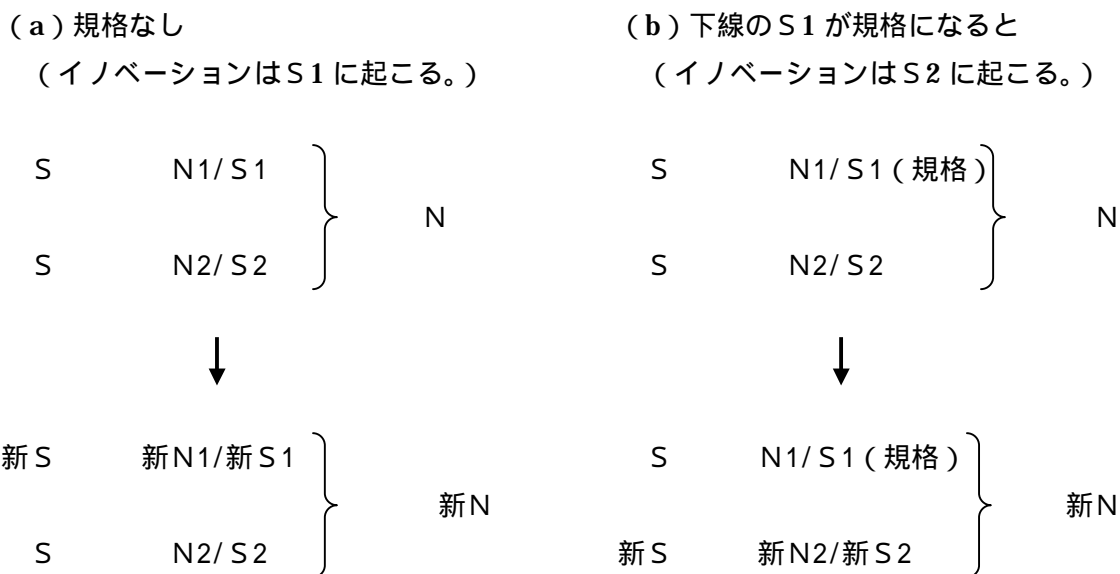 (a)規格なし
(イノベーションはS1に起こる。)
S N1/S1
N
S N2/S2
新S 新N1/新S1
新N
S N2/S2
(b)下線のS1が規格になると
(イノベーションはS2に起こる。)
S N1/S1(規格)
N
S N2/S2
S N1/S1(規格)
新N
新S 新N2/新S2